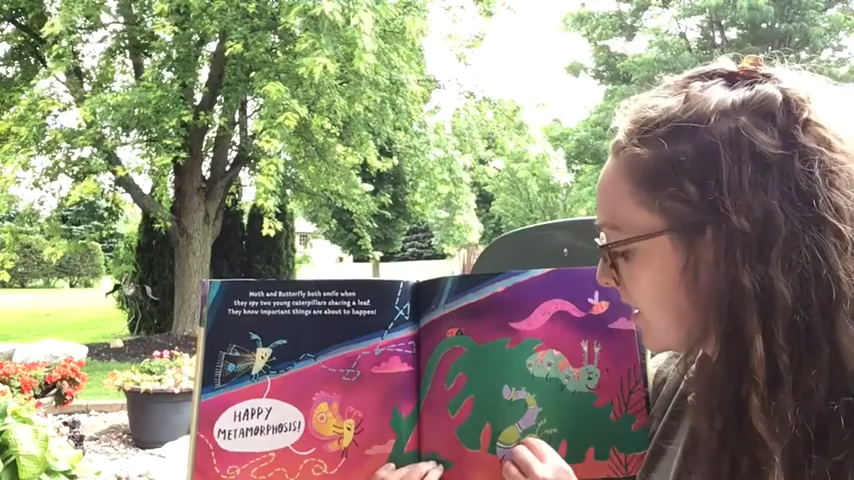 Moth and Butterfly both smile when
they spy two young caterpillars sharing a leaf.
They know important things are about to happen!
HAPPY
METAMORPHOSIS!